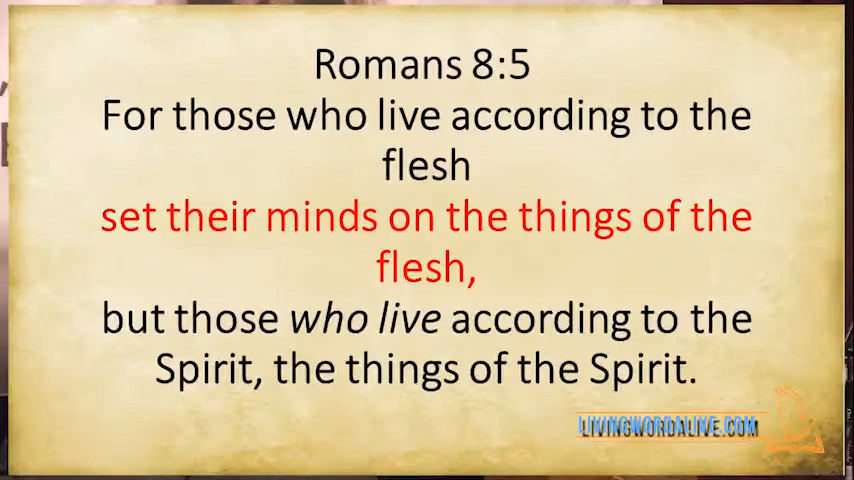 Romans 8:5
For those who live according to the
flesh
set their minds on the things of the
flesh,
but those who live according to the
Spirit, the things of the Spirit.
LIVINGWORDALIVE.COM